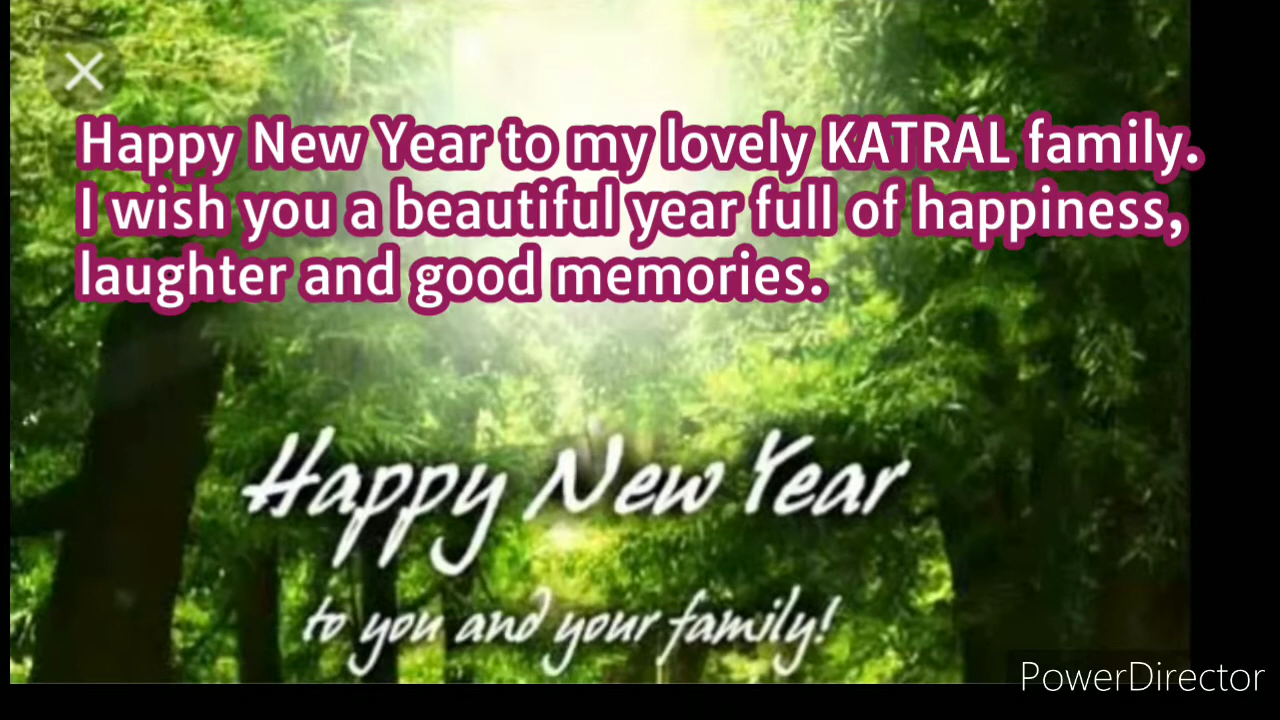 Happy New Year to my lovely KATRAL family.
I wish you a beautiful year full of happiness,
laughter and good memories.
Happy New Year
to you and your family!
PowerDirector